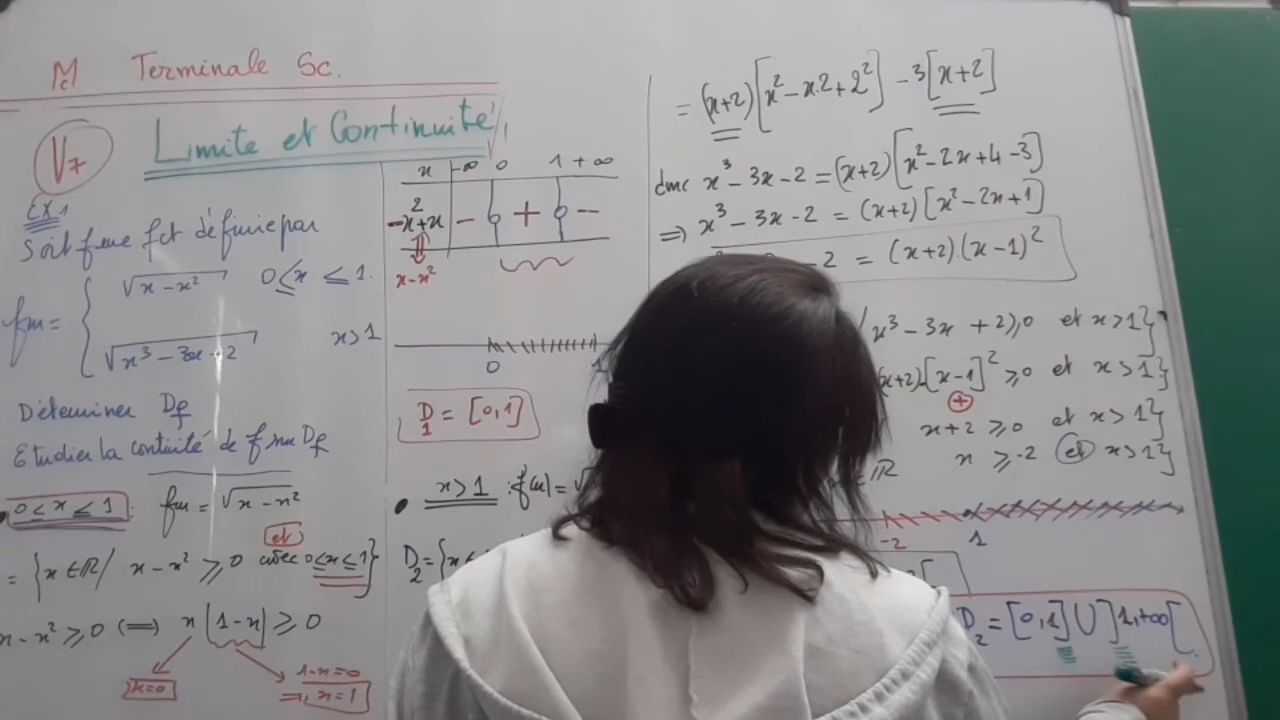 Mc Terminale Sc.
V7 Limite et Continuité
EX1
Soit f une fct définie par
f(x) = { √x - x² 0 ≤ x ≤ 1.
√x³ - 3x - 2 x > 1
Déterminer Df
Etudier la contuité de f sur Df
0 ≤ x ≤ 1 : f(x) = √x - x²
= {x ∈ ℝ / x - x² ≥ 0 et avec 0 ≤ x ≤ 1}
x - x² ≥ 0 ⟺ x [1 - x] ≥ 0
x = 0
1 - x = 0
⇒ x = 1
x -∞ 0 1 +∞
-x² + x - 0 + 0 -
x - x²
0 1
D1 = [0,1]
• x > 1 : f(x) = √
D2 = {x ∈
= (x+2) [x² - x.2 + 2²] - 3 [x+2]
donc x³ - 3x - 2 = (x+2) [x² - 2x + 4 - 3]
⇒ x³ - 3x - 2 = (x+2) [x² - 2x + 1]
- 2 = (x+2).(x-1)²
/ x³ - 3x + 2 ≥ 0 et x > 1}
(x+2).[x-1]² ≥ 0 et x > 1}
+
x + 2 ≥ 0 et x > 1}
∈ ℝ x ≥ -2 et x > 1}
-2 1
D2 = [0,1] ∪ ]1,+∞[